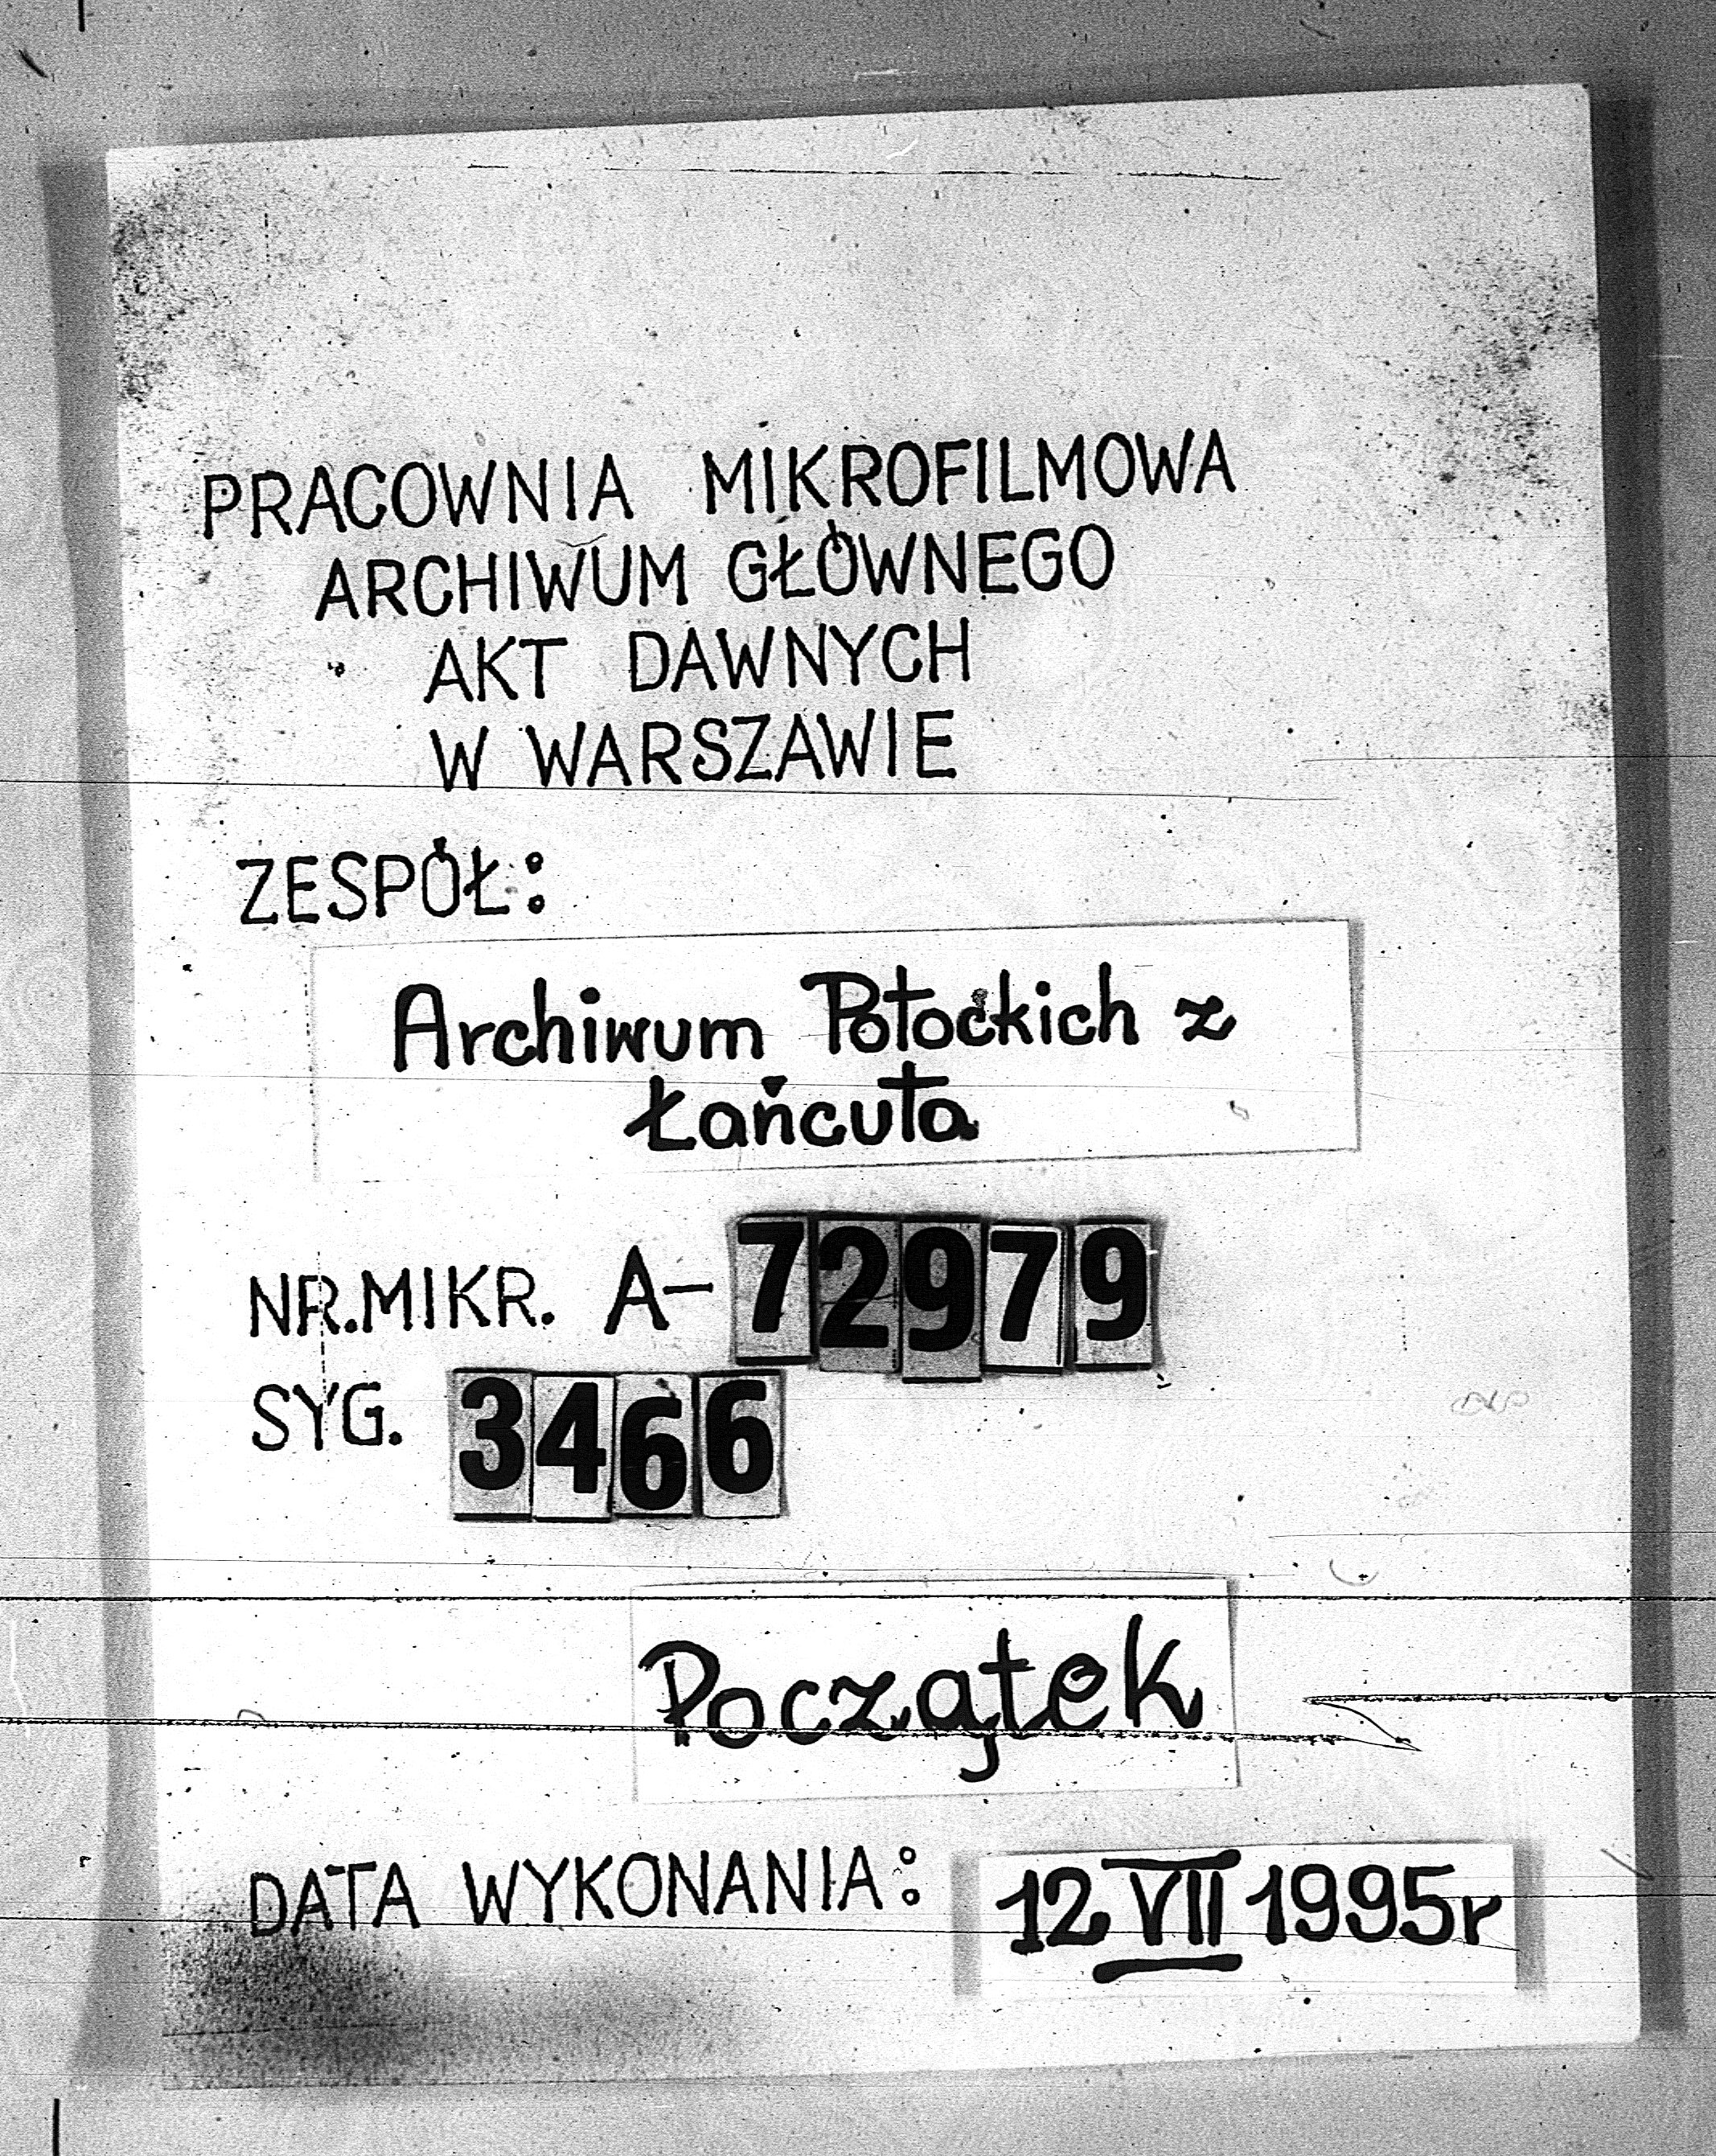 PRACOWNIA MIKROFILMOWA
ARCHIWUM GŁÓWNEGO
AKT DAWNYCH
W WARSZAWIE
ZESPÓŁ:
Archiwum Potockich z
Łańcuta
NR.MIKR. A-72979
SYG. 3466
Początek
DATA WYKONANIA: 12 VII 1995r